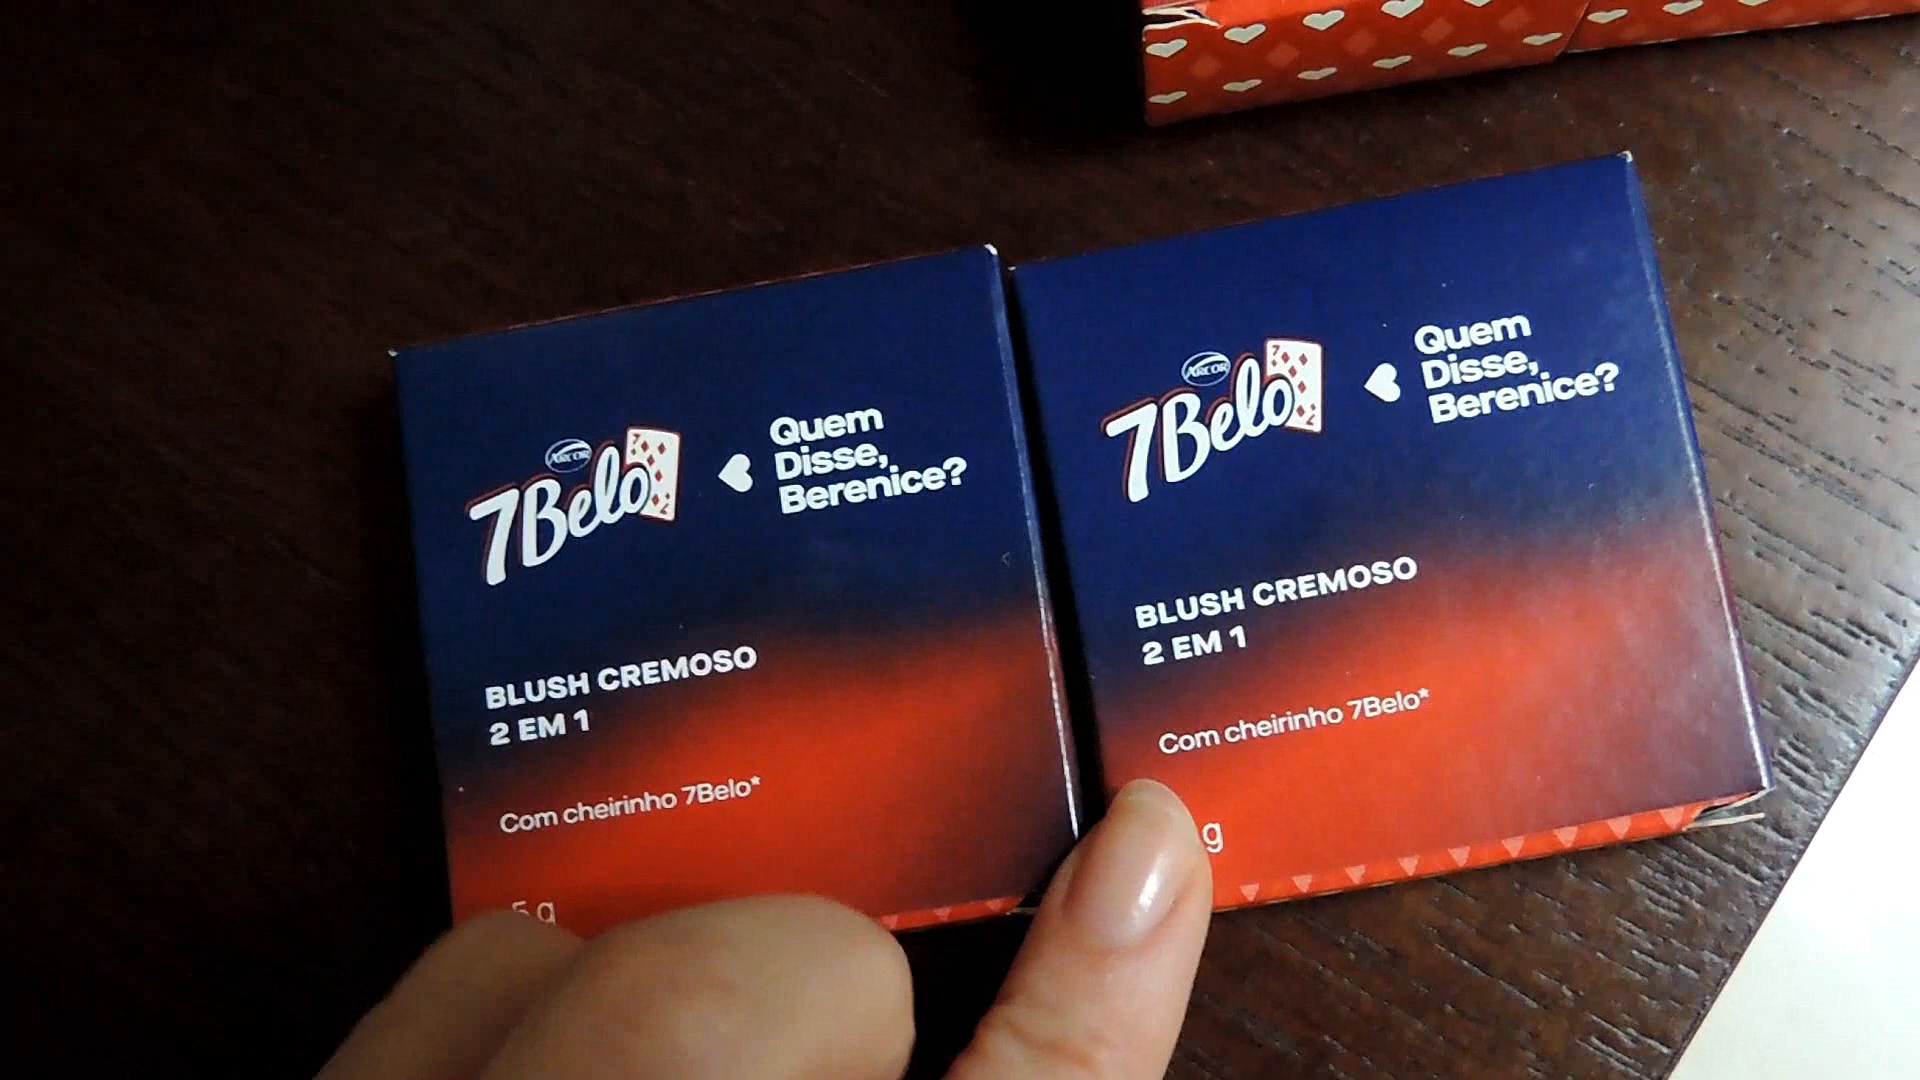 ARCOR
7Belo
Quem
Disse,
Berenice?
BLUSH CREMOSO
2 EM 1
Com cheirinho 7Belo*
5 g
ARCOR
7Belo
Quem
Disse,
Berenice?
BLUSH CREMOSO
2 EM 1
Com cheirinho 7Belo*
g